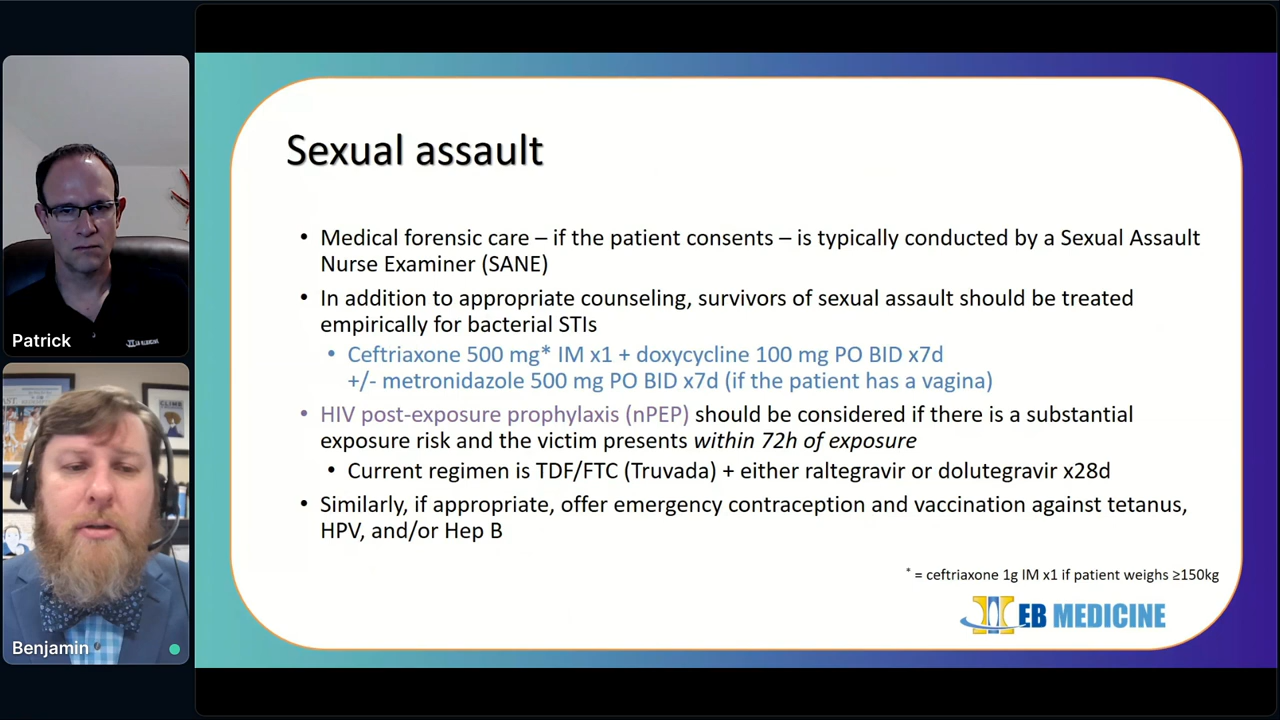 Sexual assault
• Medical forensic care – if the patient consents – is typically conducted by a Sexual Assault
Nurse Examiner (SANE)
• In addition to appropriate counseling, survivors of sexual assault should be treated
empirically for bacterial STIs
• Ceftriaxone 500 mg* IM x1 + doxycycline 100 mg PO BID x7d
+/- metronidazole 500 mg PO BID x7d (if the patient has a vagina)
• HIV post-exposure prophylaxis (nPEP) should be considered if there is a substantial
exposure risk and the victim presents within 72h of exposure
• Current regimen is TDF/FTC (Truvada) + either raltegravir or dolutegravir x28d
• Similarly, if appropriate, offer emergency contraception and vaccination against tetanus,
HPV, and/or Hep B
* = ceftriaxone 1g IM x1 if patient weighs ≥150kg
EB MEDICINE
Patrick
EB MEDICINE
CLIMB
Benjamin